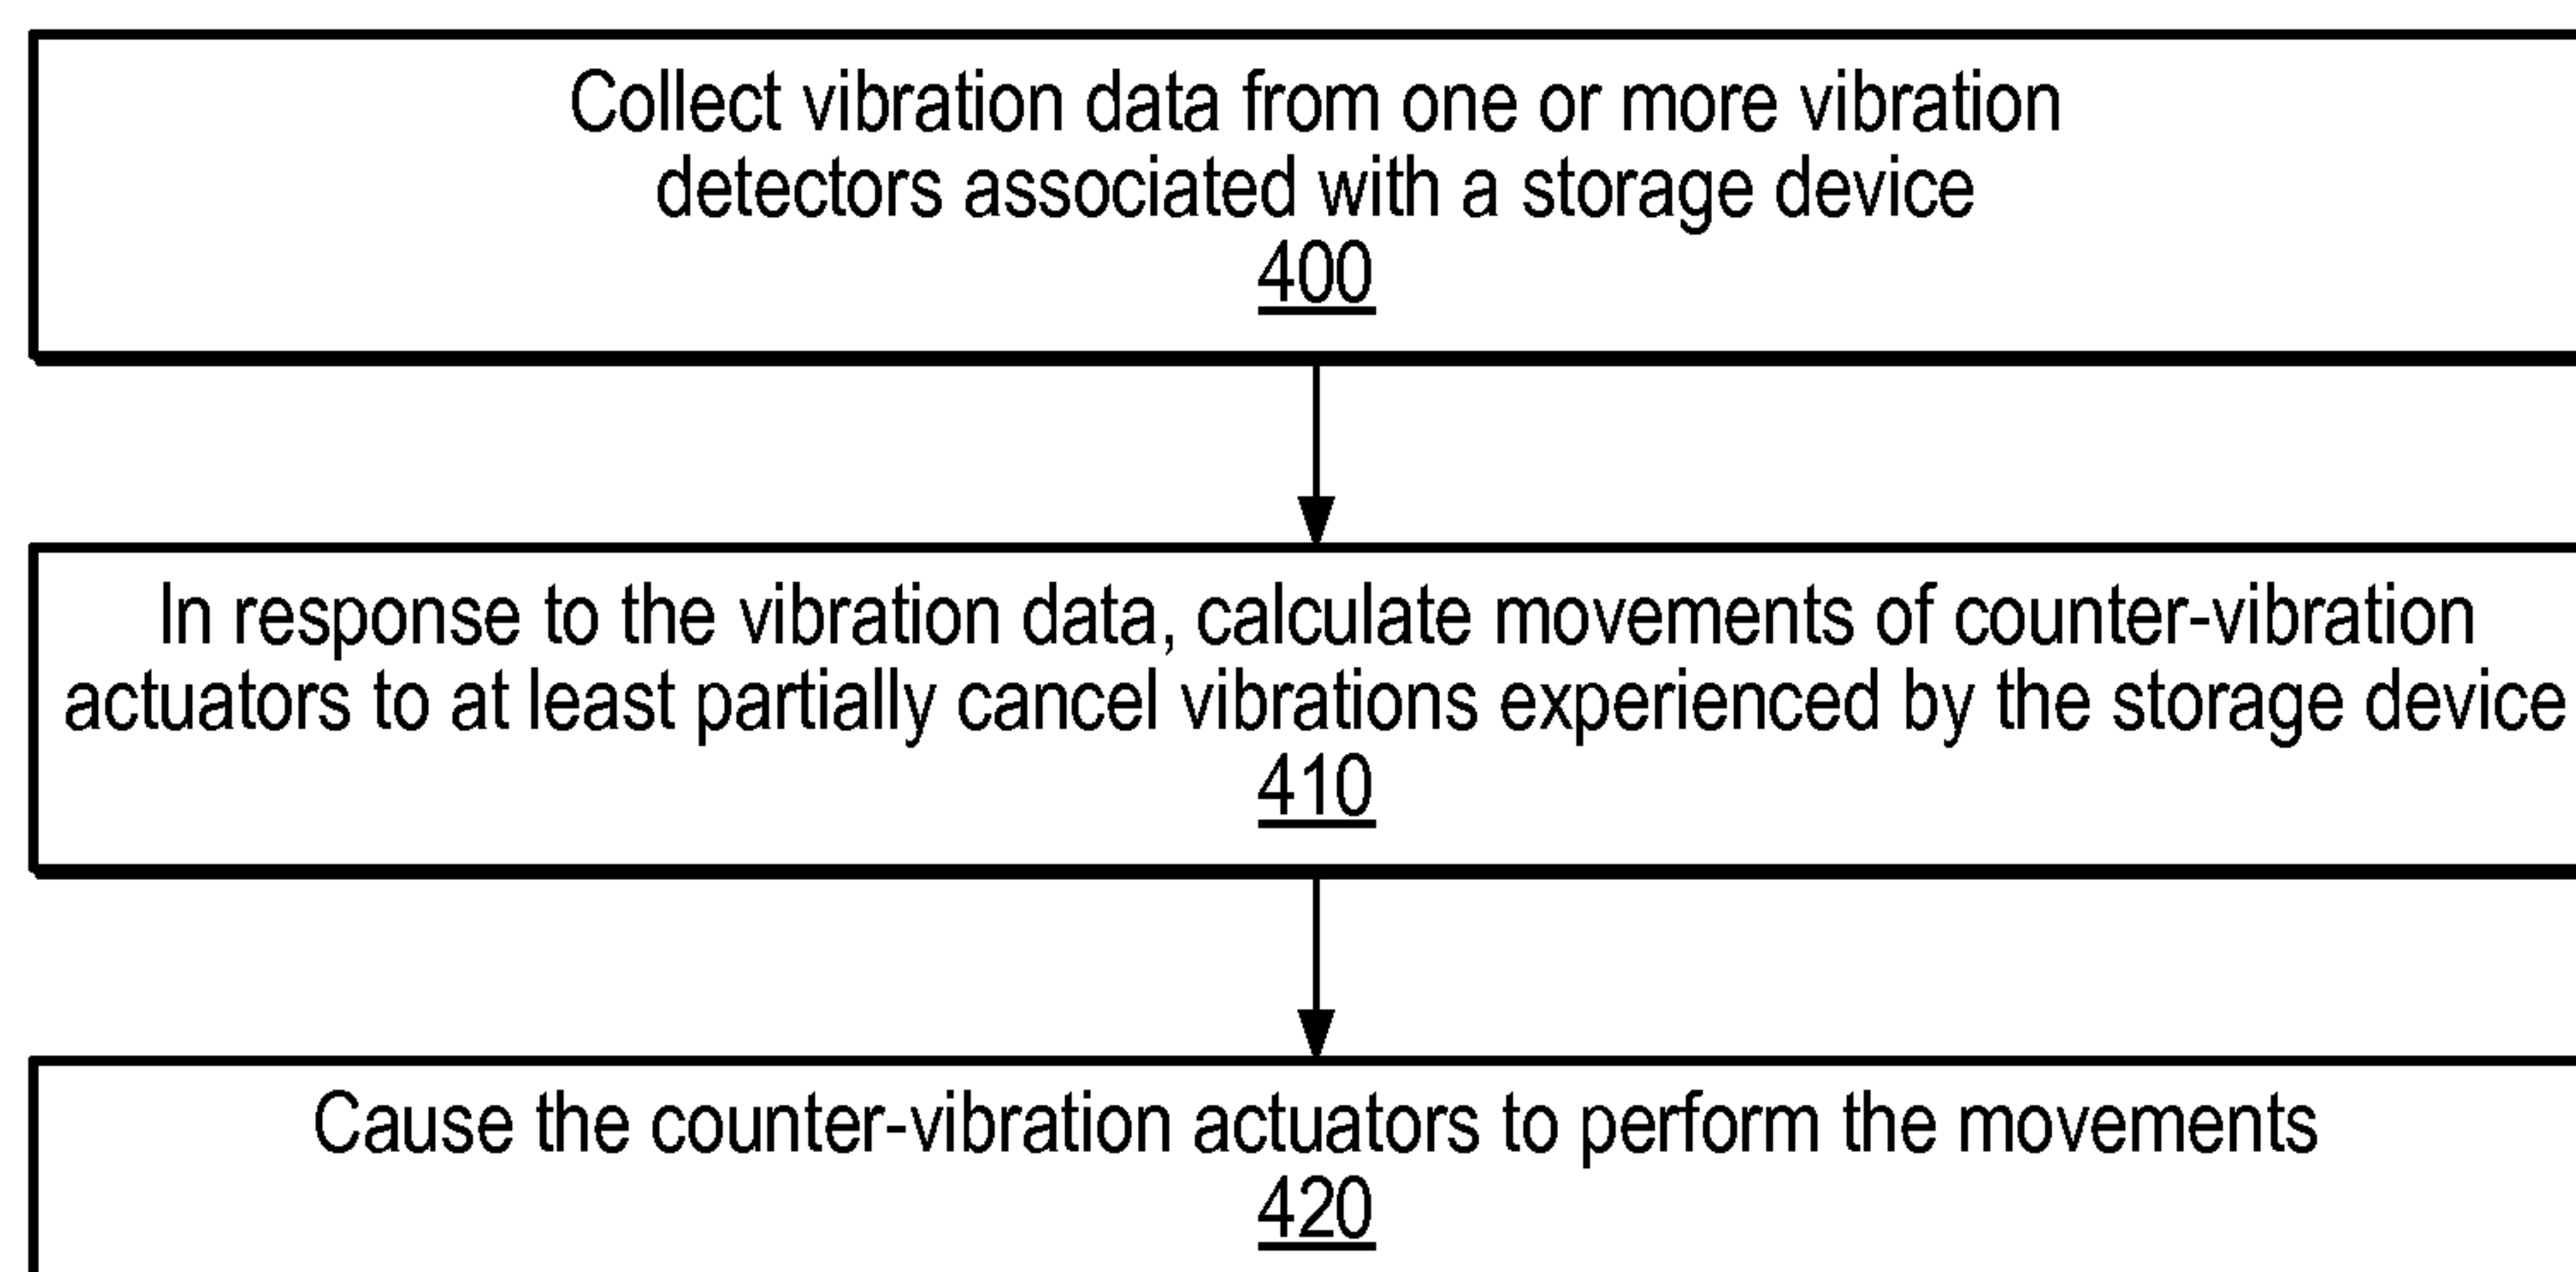 Collect vibration data from one or more vibration
detectors associated with a storage device
400
In response to the vibration data, calculate movements of counter-vibration
actuators to at least partially cancel vibrations experienced by the storage device
410
Cause the counter-vibration actuators to perform the movements
420